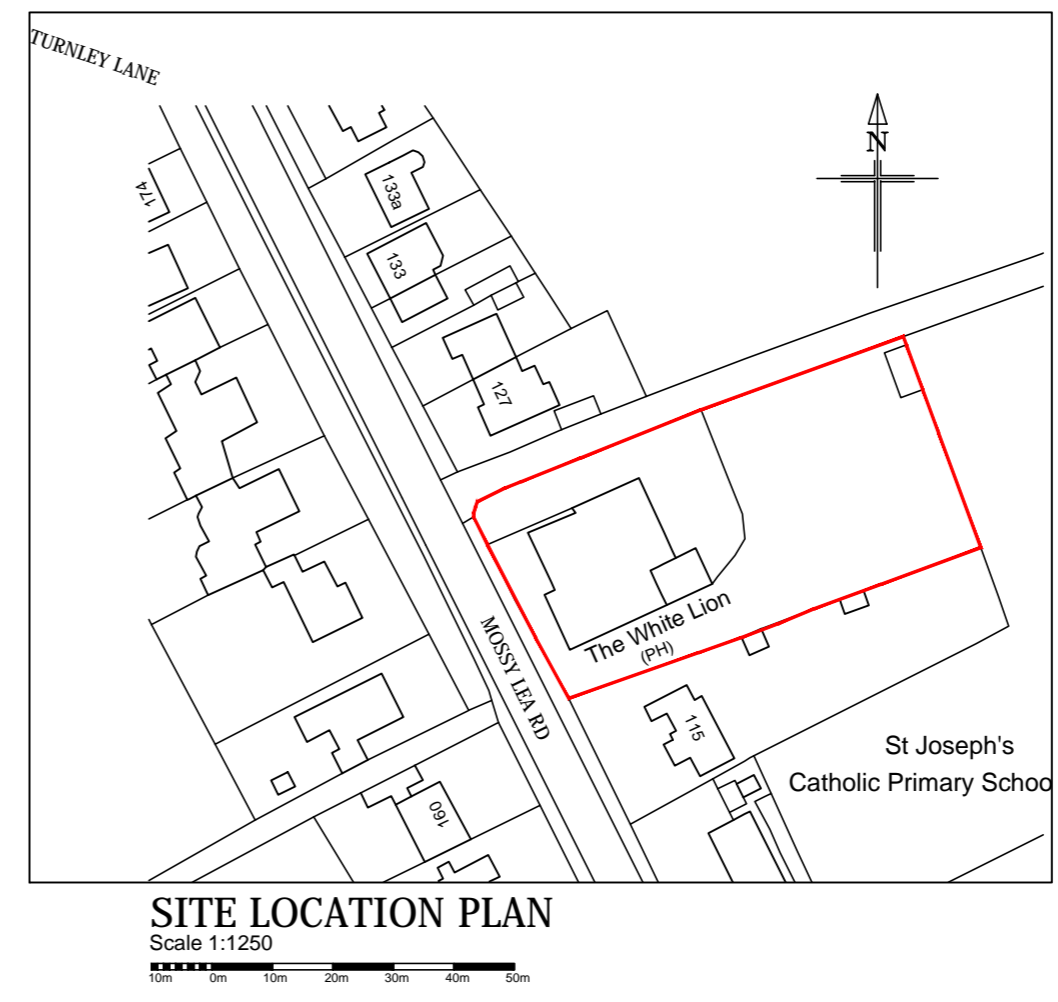 TURNLEY LANE
N
174
133a
133
127
The White Lion
(PH)
MOSSY LEA RD
115
St Joseph's
Catholic Primary Schoo
160
SITE LOCATION PLAN
Scale 1:1250
10m 0m 10m 20m 30m 40m 50m